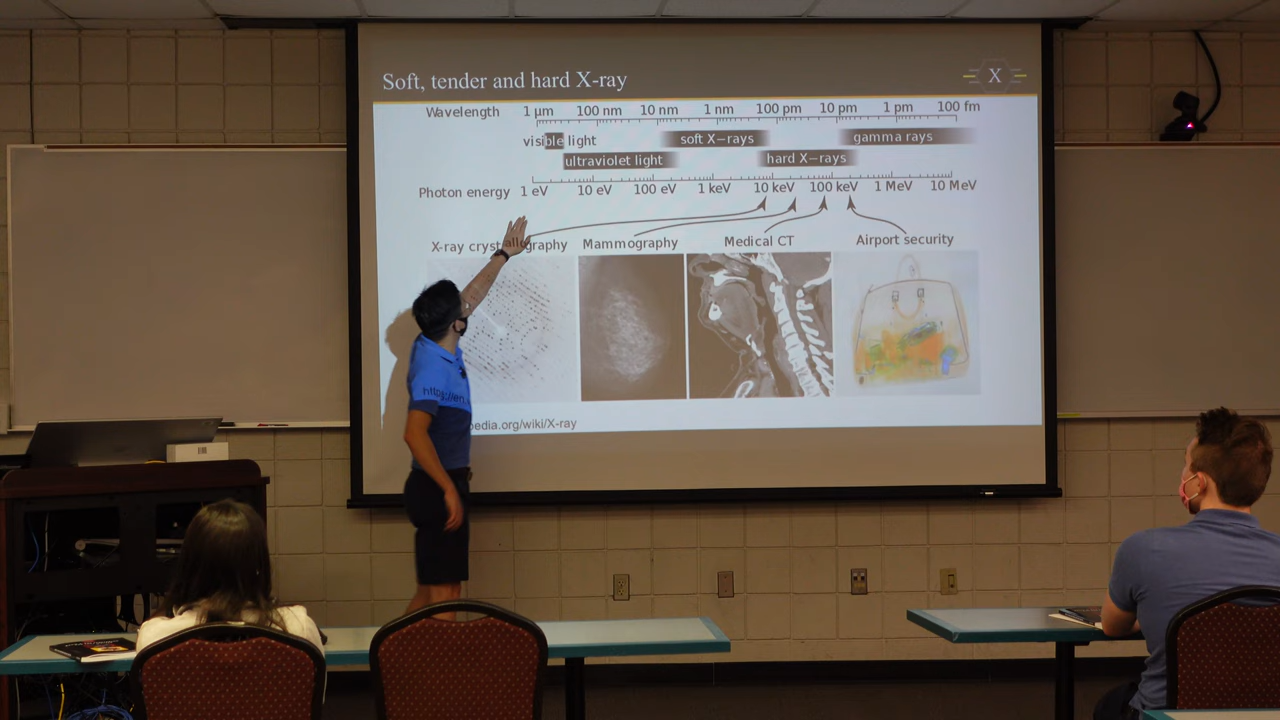 Soft, tender and hard X-ray
X
Wavelength 1 μm 100 nm 10 nm 1 nm 100 pm 10 pm 1 pm 100 fm
visible light soft X−rays gamma rays
ultraviolet light hard X−rays
Photon energy 1 eV 10 eV 100 eV 1 keV 10 keV 100 keV 1 MeV 10 MeV
X-ray crystallography Mammography Medical CT Airport security
https://en. pedia.org/wiki/X-ray